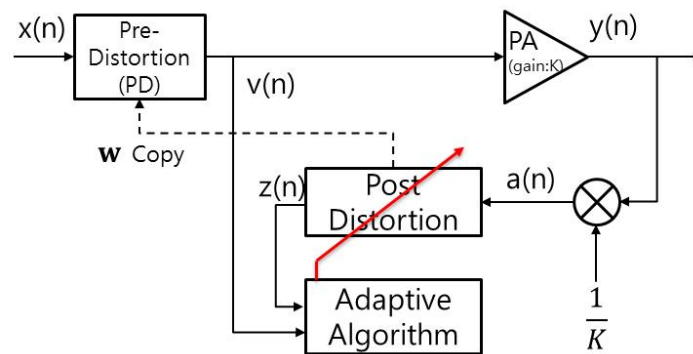 x(n)
Pre-
Distortion
(PD)
v(n)
PA
(gain:K)
y(n)
w Copy
z(n)
Post
Distortion
a(n)
Adaptive
Algorithm
1
K